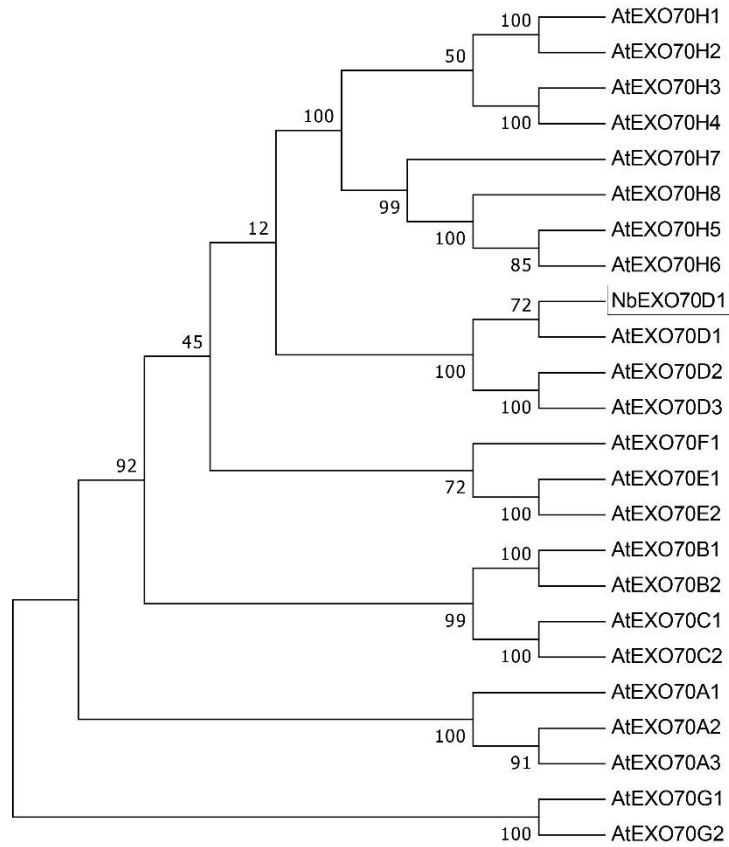 AtEXO70H1
100
AtEXO70H2
50
AtEXO70H3
100
AtEXO70H4
100
AtEXO70H7
AtEXO70H8
99
AtEXO70H5
100
12
AtEXO70H6
85
NbEXO70D1
72
AtEXO70D1
45
AtEXO70D2
100
AtEXO70D3
100
AtEXO70F1
92
AtEXO70E1
72
AtEXO70E2
100
AtEXO70B1
100
AtEXO70B2
AtEXO70C1
99
AtEXO70C2
100
AtEXO70A1
AtEXO70A2
100
AtEXO70A3
91
AtEXO70G1
AtEXO70G2
100